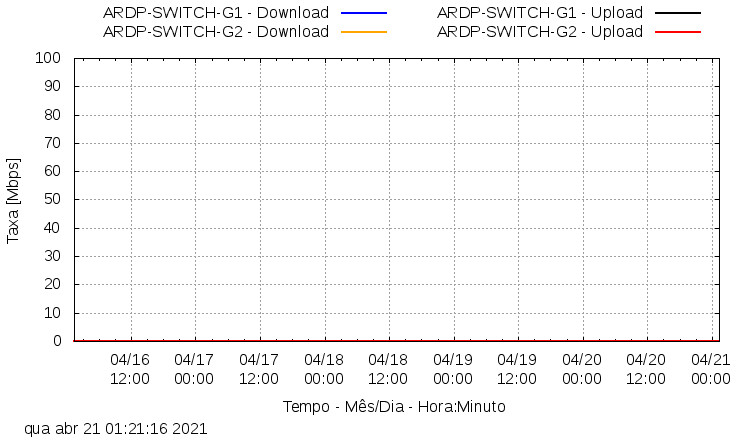 ARDP-SWITCH-G1 - Download
ARDP-SWITCH-G1 - Upload
ARDP-SWITCH-G2 - Download
ARDP-SWITCH-G2 - Upload
Taxa [Mbps]
100
90
80
70
60
50
40
30
20
10
0
04/16 04/17 04/17 04/18 04/18 04/19 04/19 04/20 04/20 04/21
12:00 00:00 12:00 00:00 12:00 00:00 12:00 00:00 12:00 00:00
Tempo - Mês/Dia - Hora:Minuto
qua abr 21 01:21:16 2021